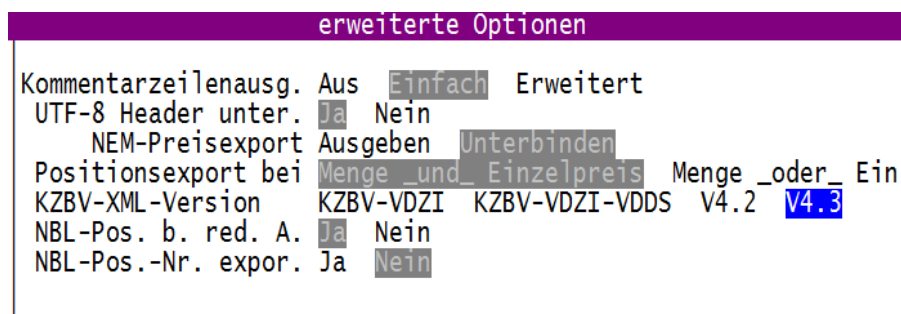 erweiterte Optionen
Kommentarzeilenausg. Aus Einfach Erweitert
UTF-8 Header unter. Ja Nein
NEM-Preisexport Ausgeben Unterbinden
Positionsexport bei Menge _und_ Einzelpreis Menge _oder_ Ein
KZBV-XML-Version KZBV-VDZI KZBV-VDZI-VDDS V4.2 V4.3
NBL-Pos. b. red. A. Ja Nein
NBL-Pos.-Nr. expor. Ja Nein